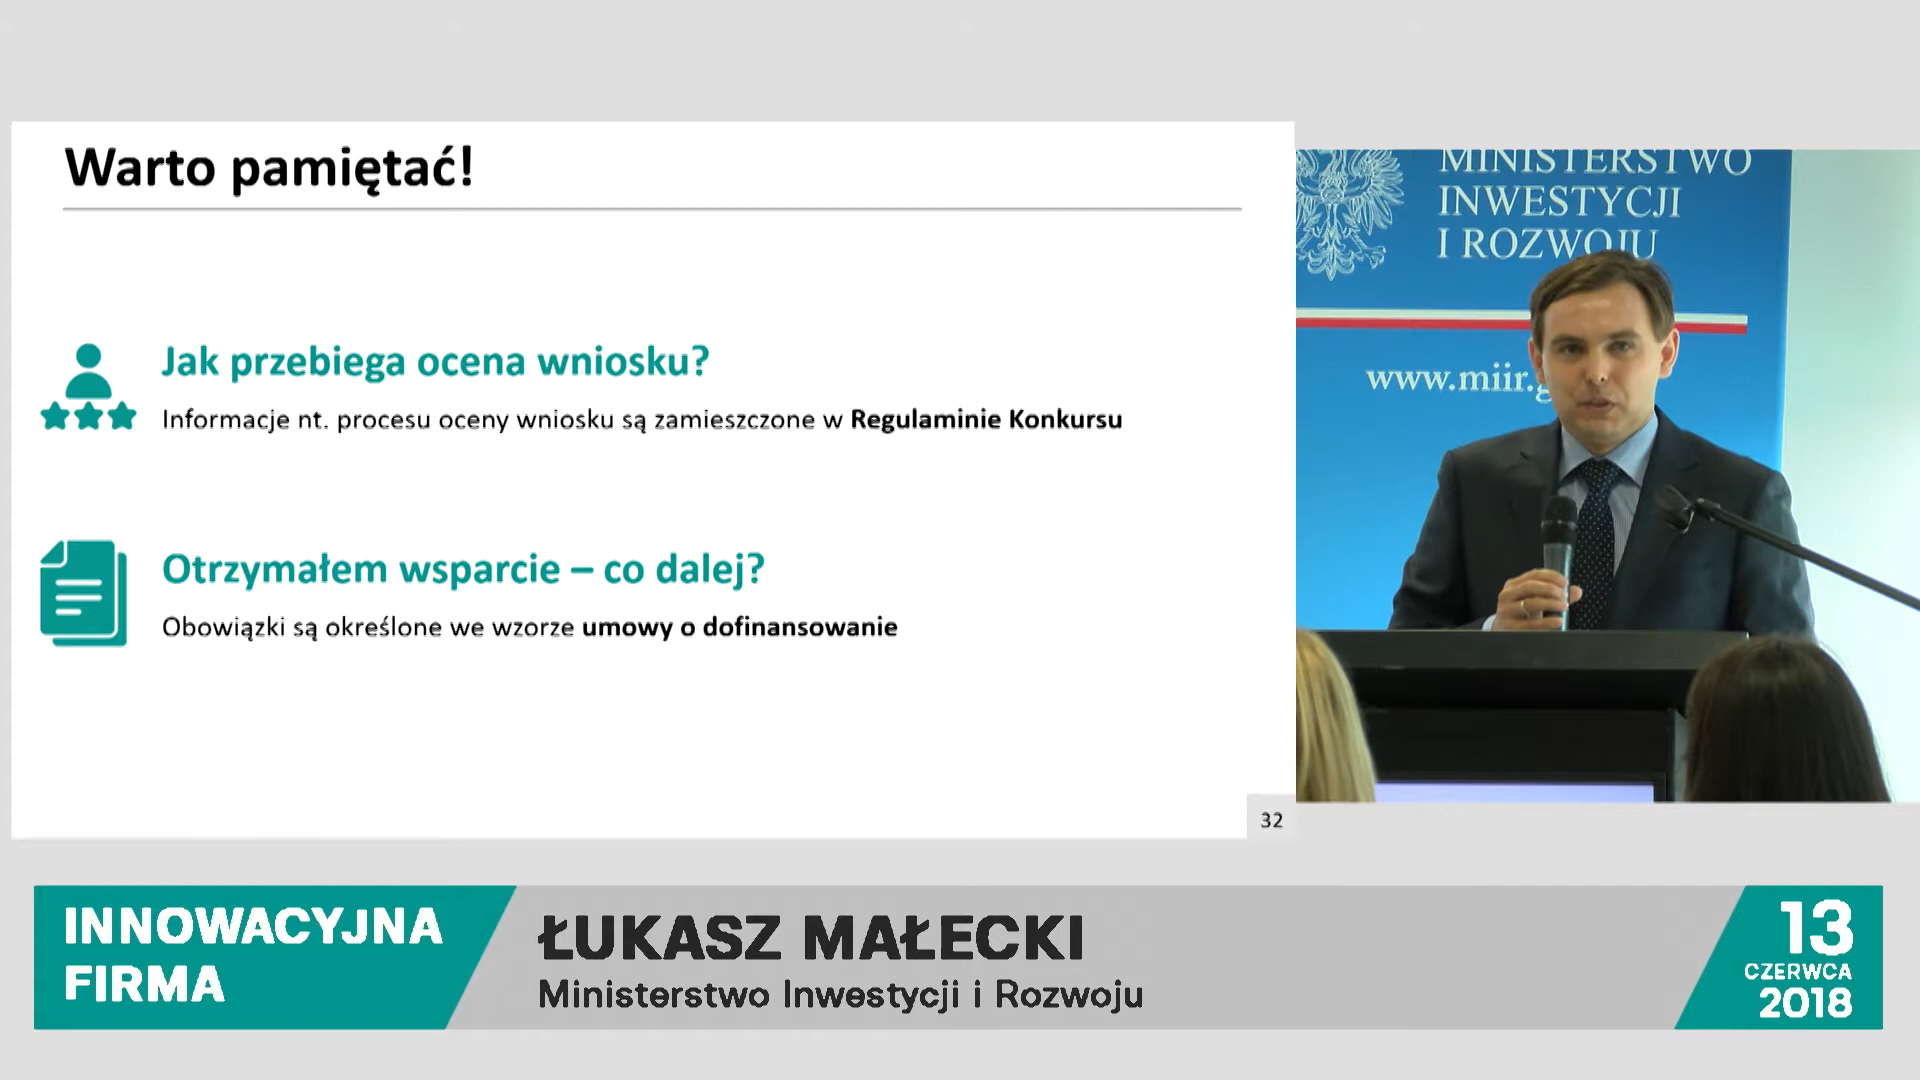 Warto pamiętać!
Jak przebiega ocena wniosku?
Informacje nt. procesu oceny wniosku są zamieszczone w Regulaminie Konkursu
Otrzymałem wsparcie – co dalej?
Obowiązki są określone we wzorze umowy o dofinansowanie
32
MINISTERSTWO
INWESTYCJI
I ROZWOJU
www.miir.g
INNOWACYJNA
FIRMA
ŁUKASZ MAŁECKI
Ministerstwo Inwestycji i Rozwoju
13
CZERWCA
2018